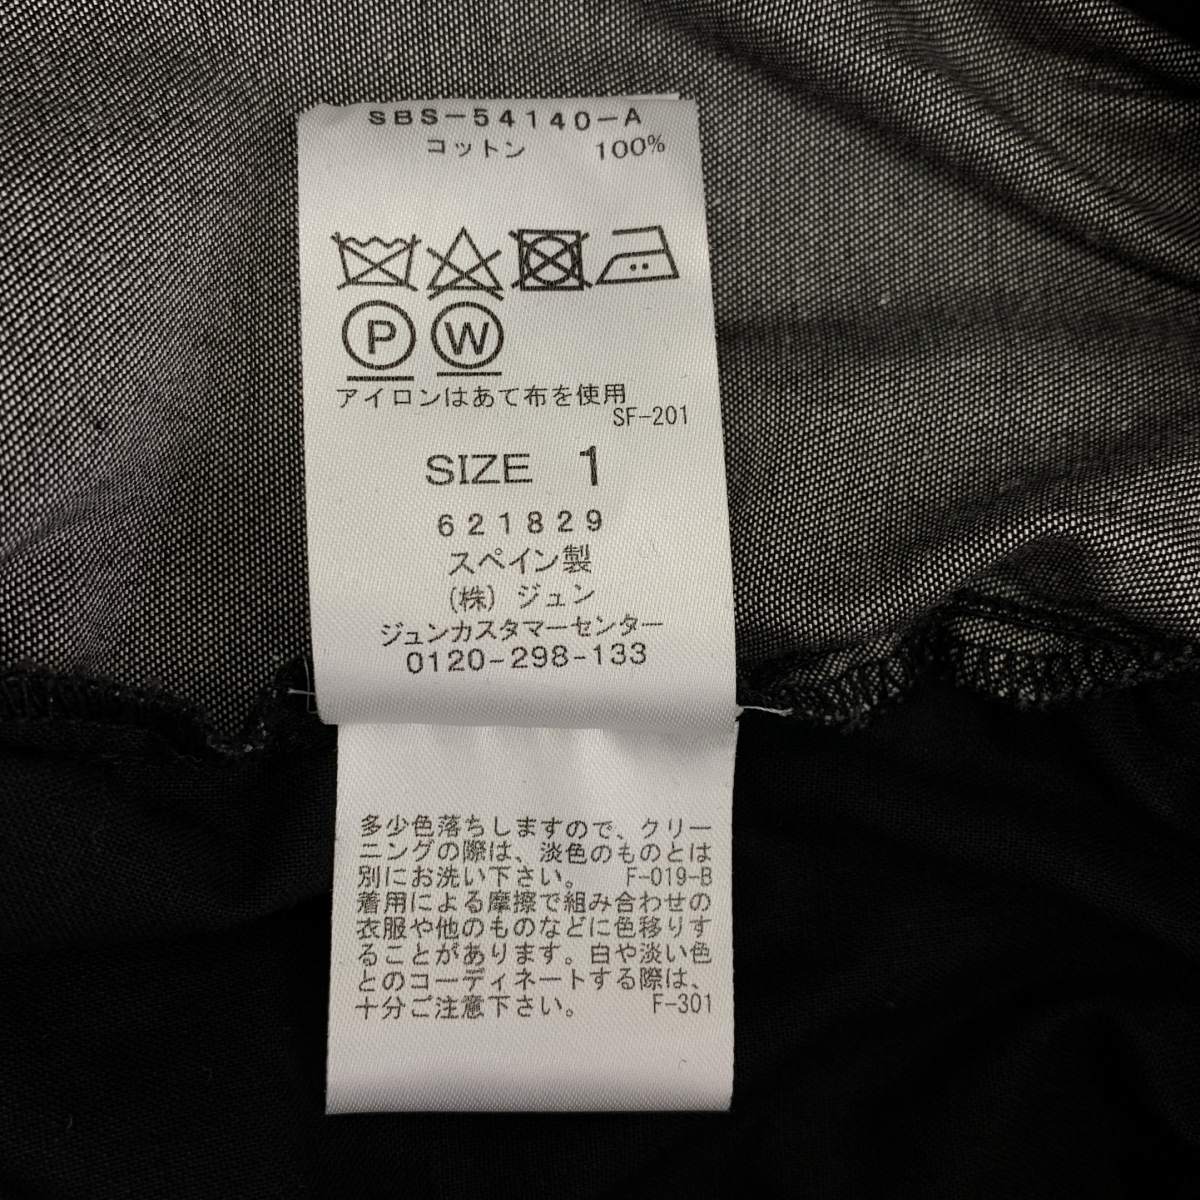 SBS-54140-A
コットン 100%
P W
アイロンはあて布を使用
SF-201
SIZE 1
621829
スペイン製
(株) ジュン
ジュンカスタマーセンター
0120-298-133
多少色落ちしますので、クリー
ニングの際は、淡色のものとは
別にお洗い下さい。 F-019-B
着用による摩擦で組み合わせの
衣服や他のものなどに色移りす
ることがあります。白や淡い色
とのコーディネートする際は、
十分ご注意下さい。 F-301